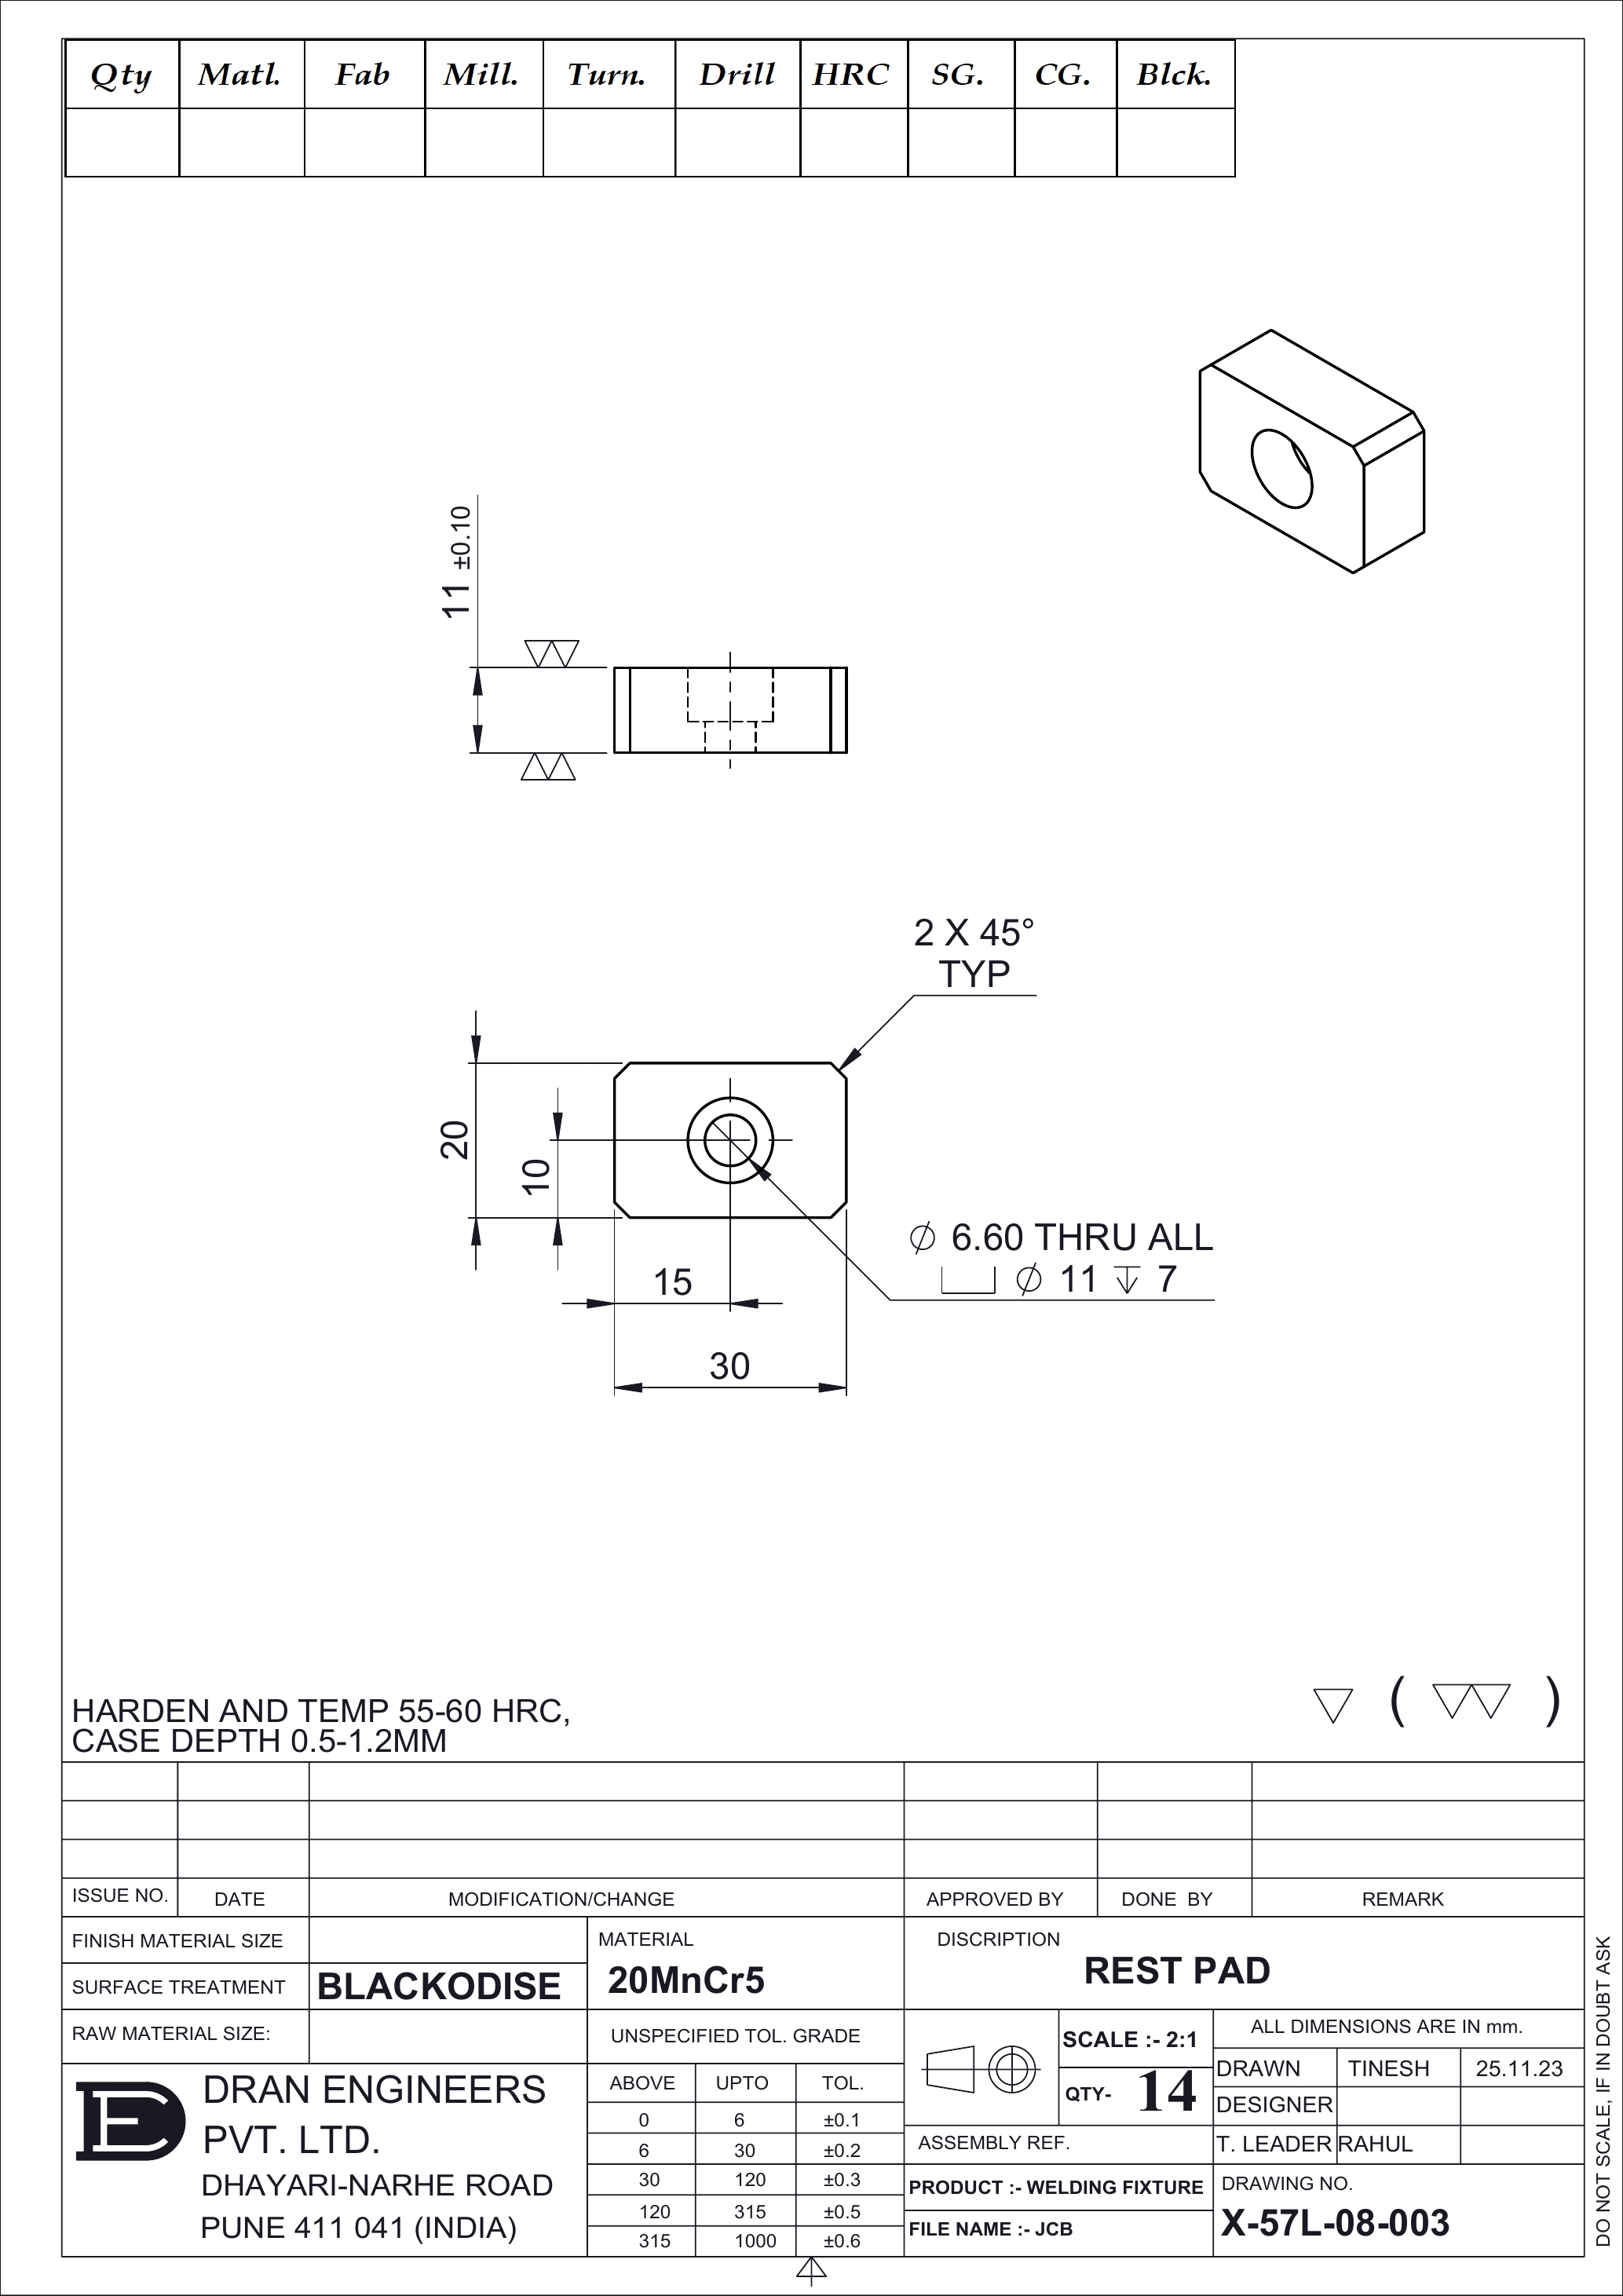 Qty Matl. Fab Mill. Turn. Drill HRC SG. CG. Blck.
11 ±0.10
2 X 45°
TYP
20
10
⌀ 6.60 THRU ALL
⌴ ⌀ 11 ↧ 7
15
30
HARDEN AND TEMP 55-60 HRC,
CASE DEPTH 0.5-1.2MM
( )
ISSUE NO. DATE MODIFICATION/CHANGE APPROVED BY DONE BY REMARK
FINISH MATERIAL SIZE
SURFACE TREATMENT BLACKODISE
RAW MATERIAL SIZE:
MATERIAL
20MnCr5
DISCRIPTION
REST PAD
UNSPECIFIED TOL. GRADE
ABOVE UPTO TOL.
0 6 ±0.1
6 30 ±0.2
30 120 ±0.3
120 315 ±0.5
315 1000 ±0.6
SCALE :- 2:1
QTY- 14
ALL DIMENSIONS ARE IN mm.
DRAWN TINESH 25.11.23
DESIGNER
T. LEADER RAHUL
ASSEMBLY REF.
PRODUCT :- WELDING FIXTURE
FILE NAME :- JCB
DRAWING NO.
X-57L-08-003
DE
DRAN ENGINEERS
PVT. LTD.
DHAYARI-NARHE ROAD
PUNE 411 041 (INDIA)
DO NOT SCALE, IF IN DOUBT ASK